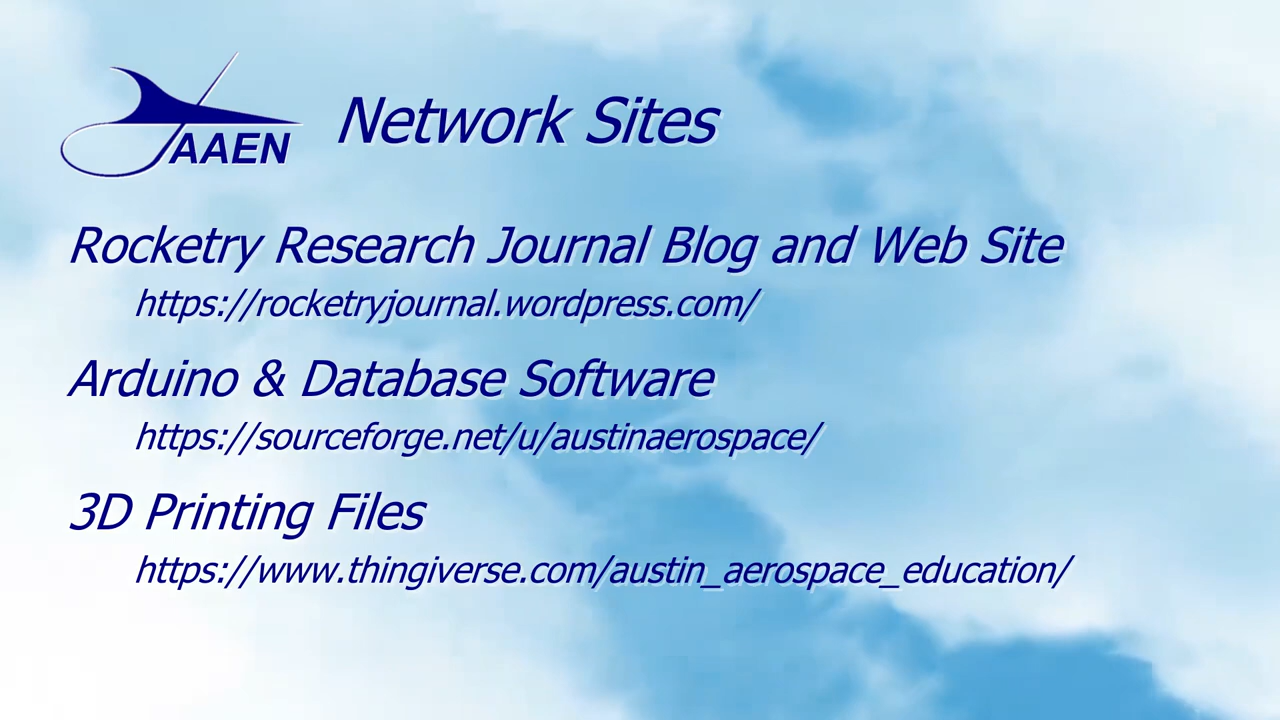 AAEN
Network Sites
Rocketry Research Journal Blog and Web Site
https://rocketryjournal.wordpress.com/
Arduino & Database Software
https://sourceforge.net/u/austinaerospace/
3D Printing Files
https://www.thingiverse.com/austin_aerospace_education/